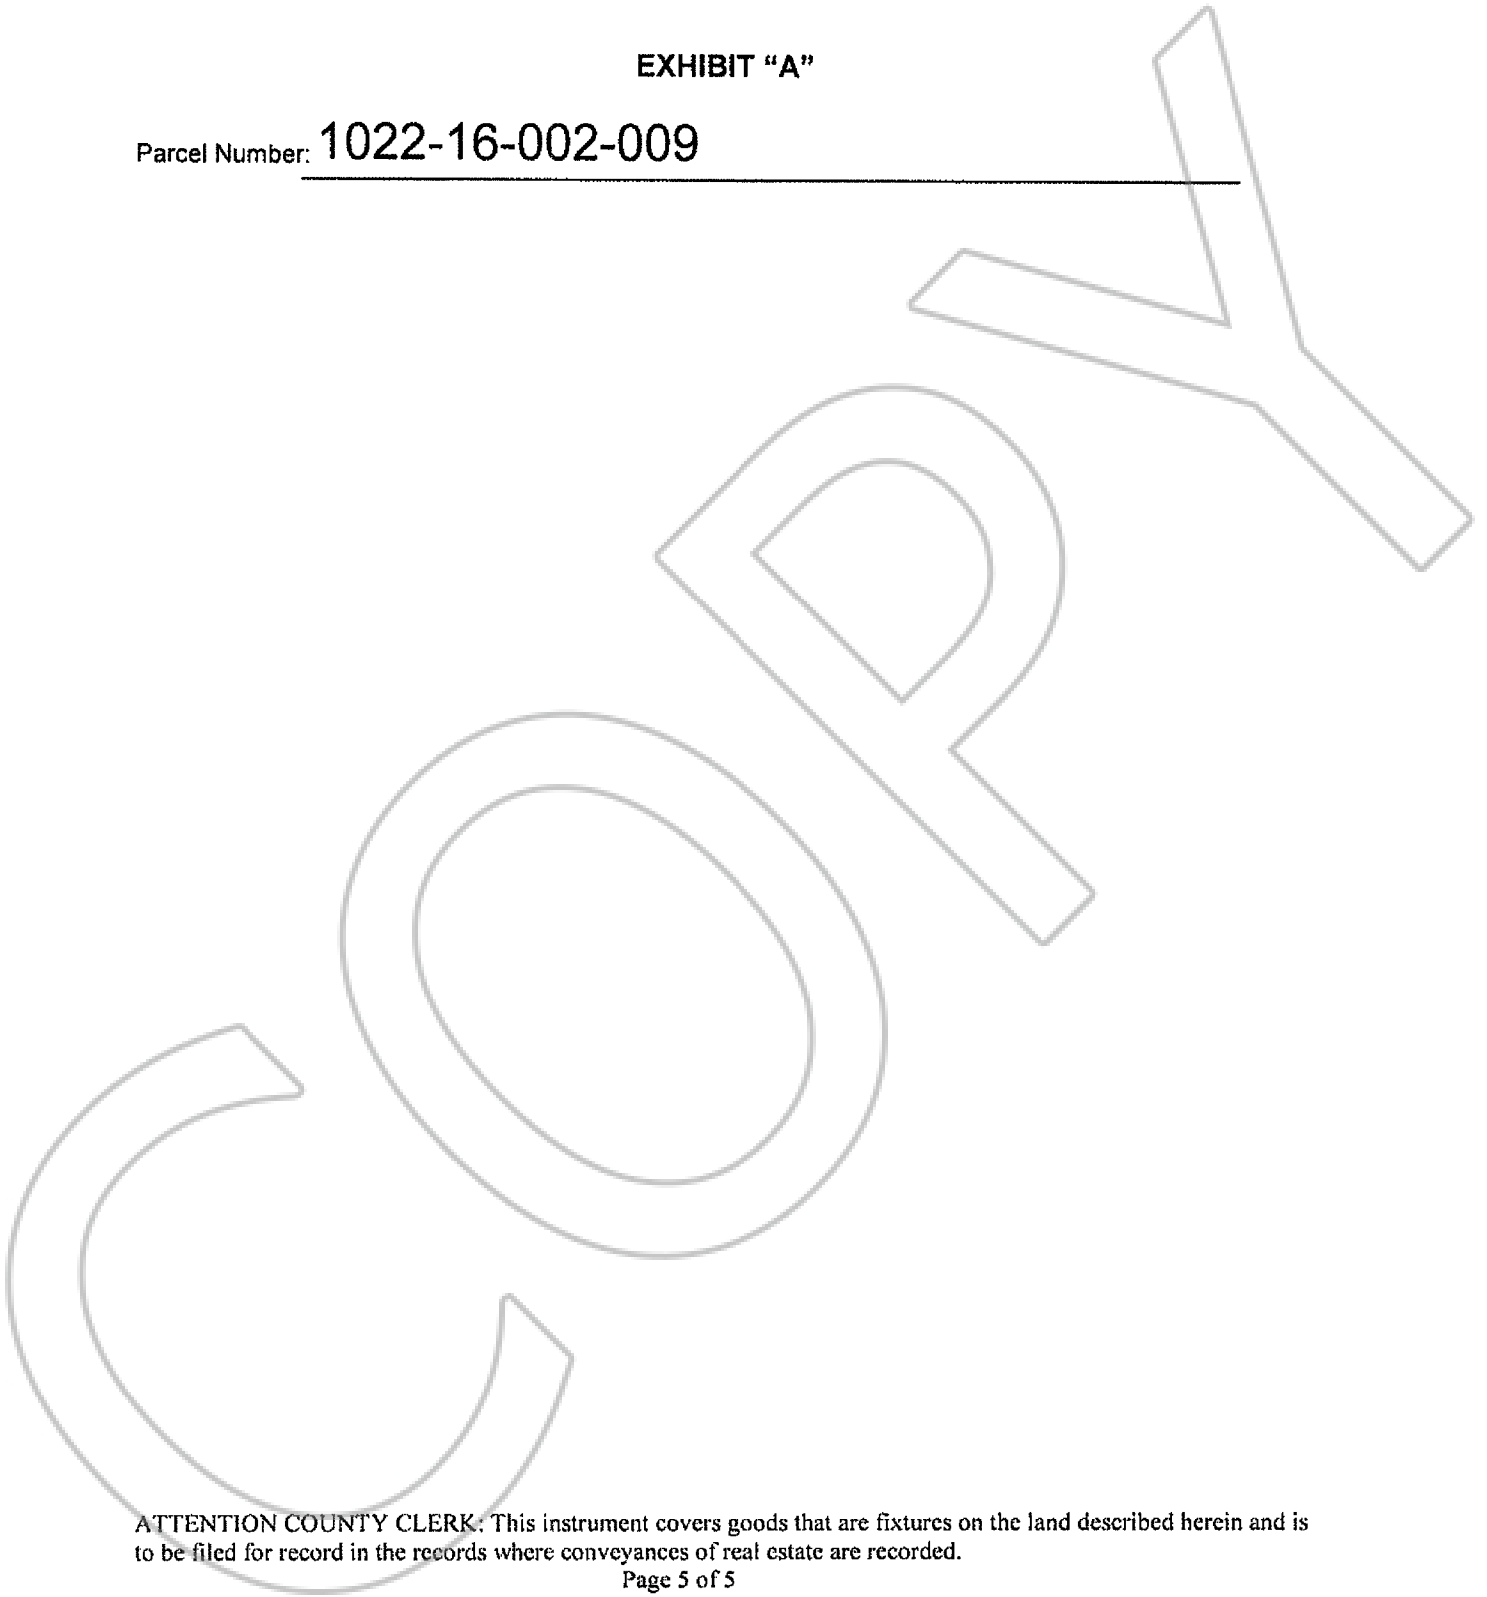 EXHIBIT “A”
Parcel Number: 1022-16-002-009
COPY
ATTENTION COUNTY CLERK: This instrument covers goods that are fixtures on the land described herein and is
to be filed for record in the records where conveyances of real estate are recorded.
Page 5 of 5